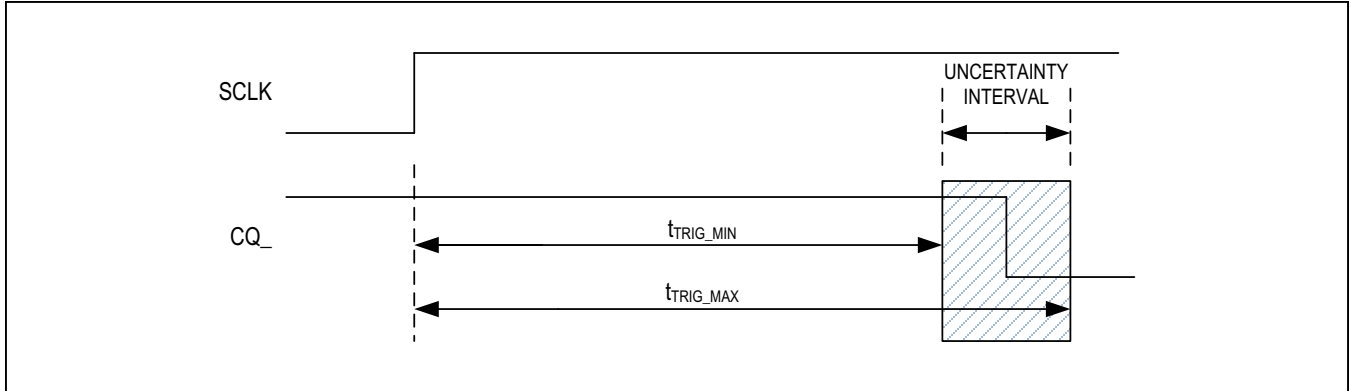 SCLK
UNCERTAINTY
INTERVAL
CQ_
tTRIG_MIN
tTRIG_MAX